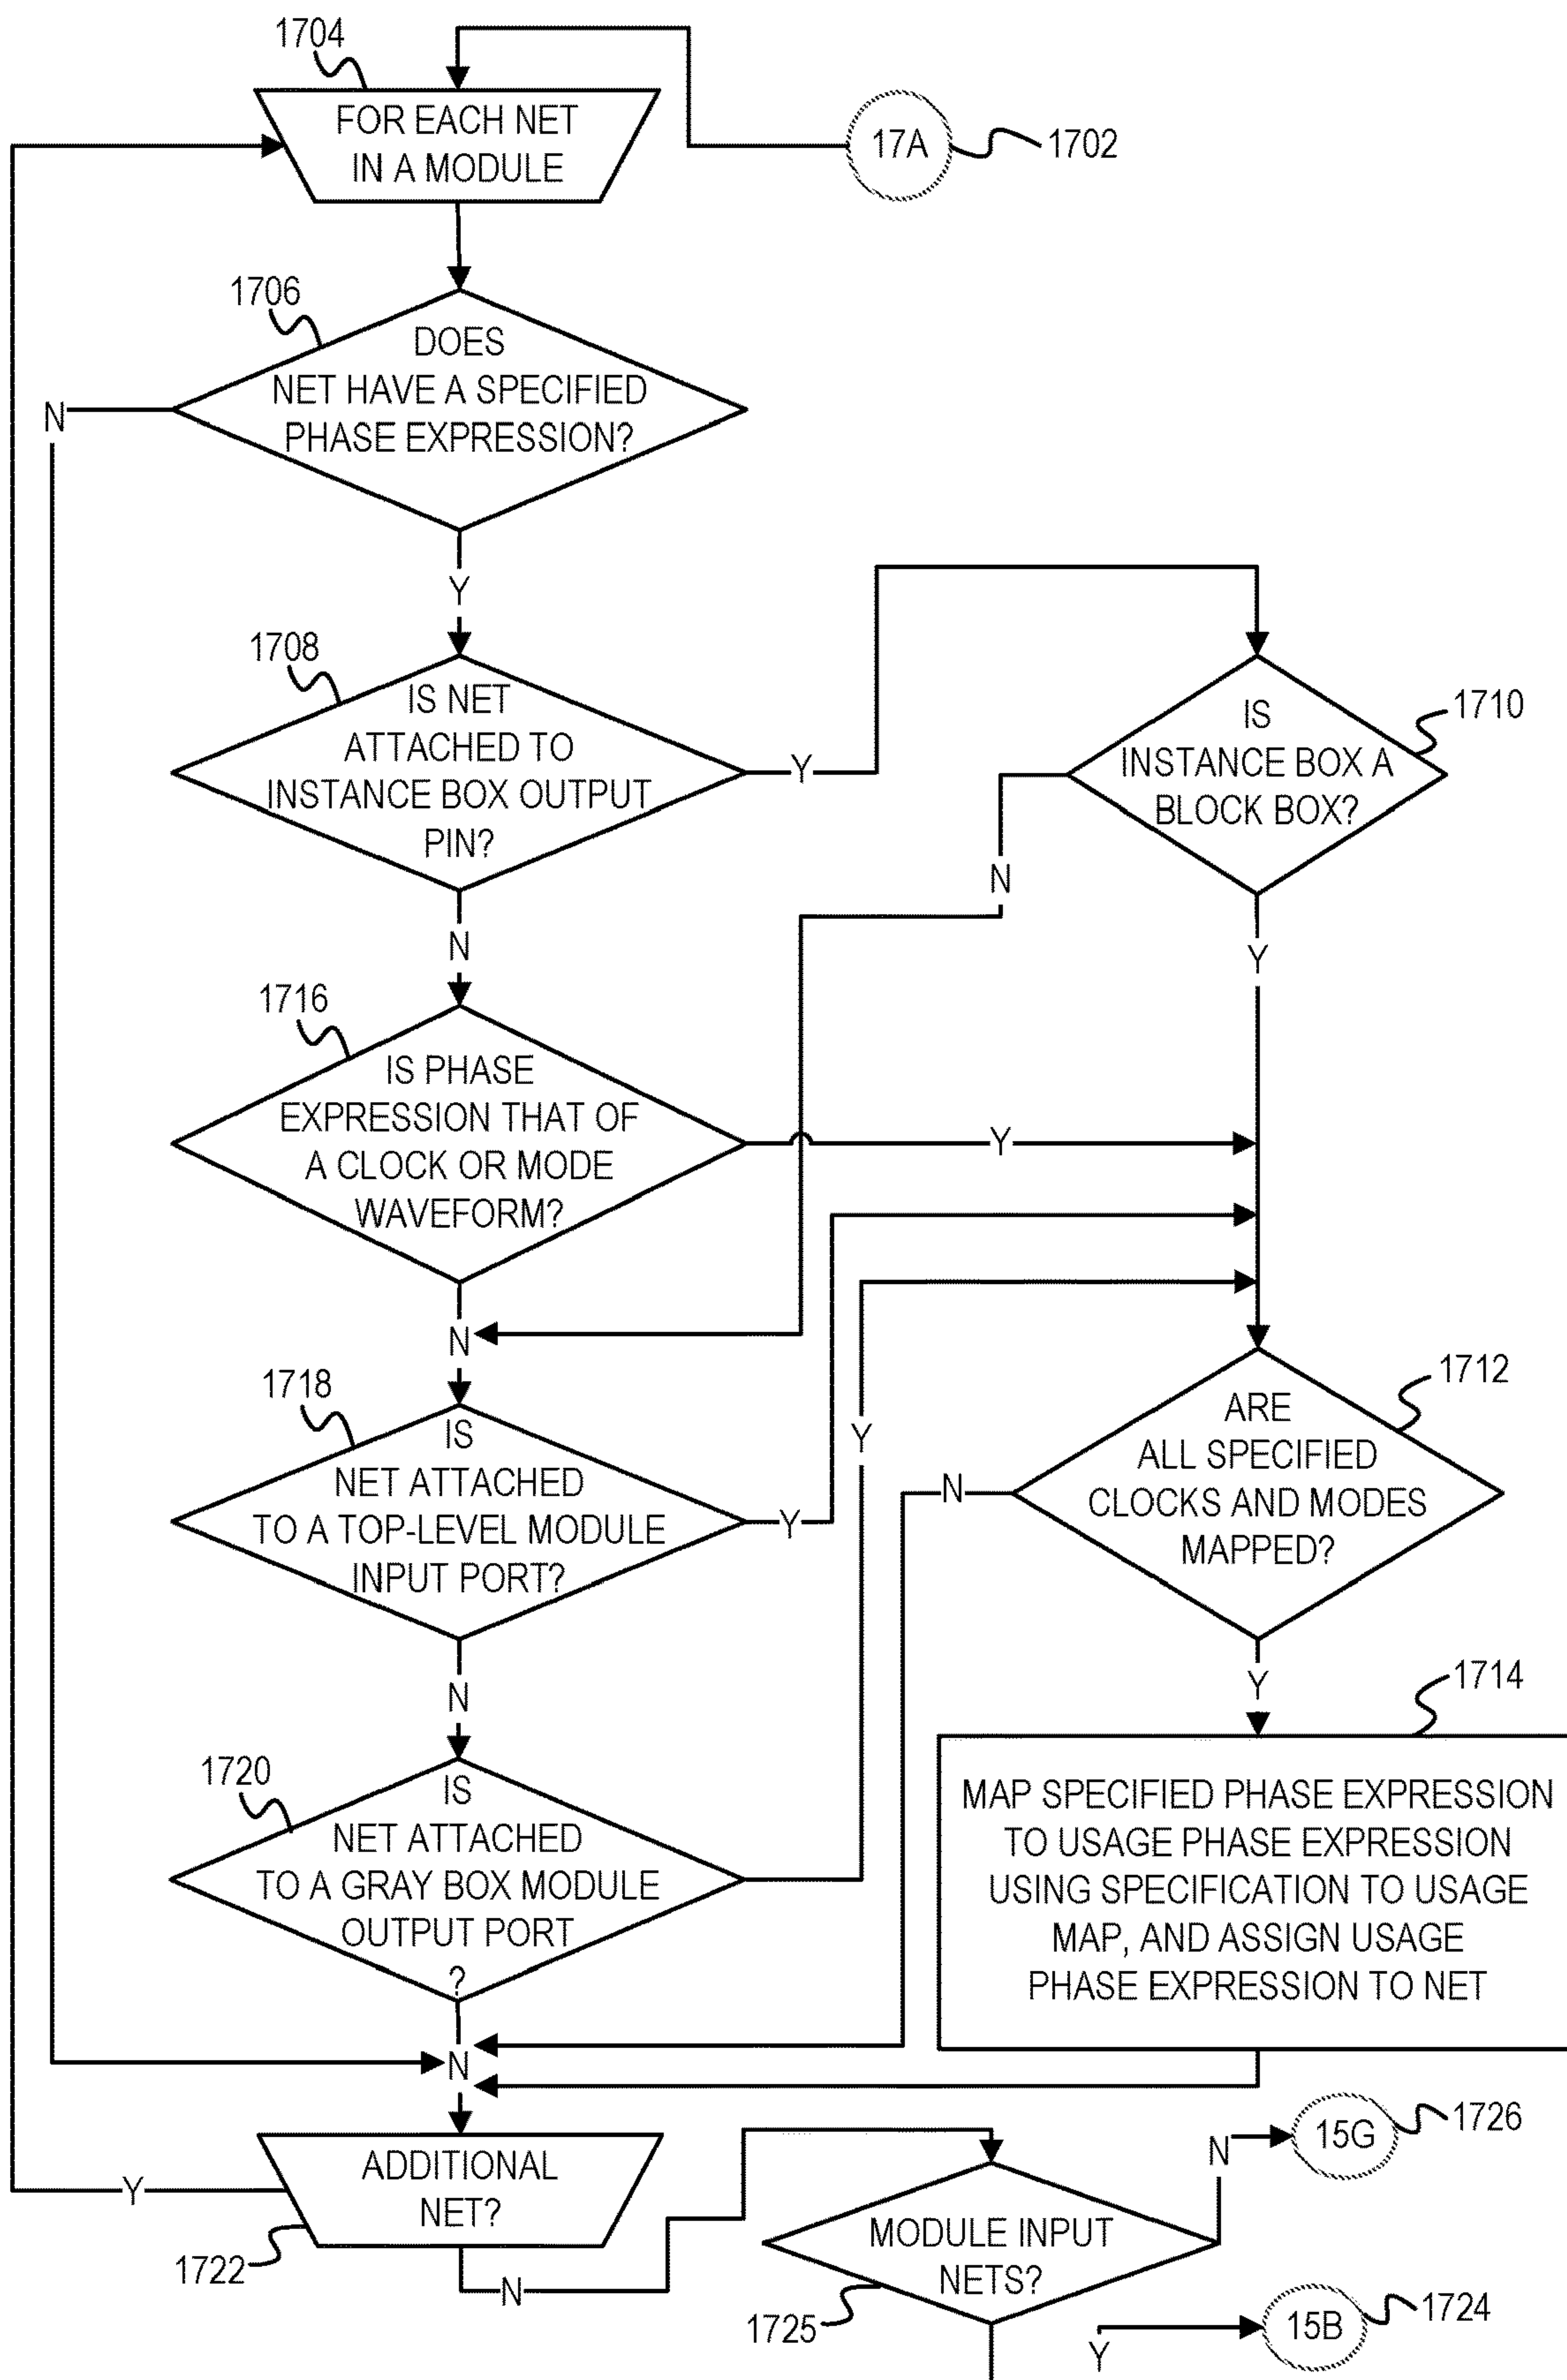 1704
FOR EACH NET
IN A MODULE
17A
1702
1706
DOES
NET HAVE A SPECIFIED
PHASE EXPRESSION?
N
Y
1708
IS NET
ATTACHED TO
INSTANCE BOX OUTPUT
PIN?
Y
1710
IS
INSTANCE BOX A
BLOCK BOX?
N
Y
N
1716
IS PHASE
EXPRESSION THAT OF
A CLOCK OR MODE
WAVEFORM?
Y
N
1718
IS
NET ATTACHED
TO A TOP-LEVEL MODULE
INPUT PORT?
Y
Y
1712
ARE
ALL SPECIFIED
CLOCKS AND MODES
MAPPED?
N
Y
N
1720
IS
NET ATTACHED
TO A GRAY BOX MODULE
OUTPUT PORT
?
N
1714
MAP SPECIFIED PHASE EXPRESSION
TO USAGE PHASE EXPRESSION
USING SPECIFICATION TO USAGE
MAP, AND ASSIGN USAGE
PHASE EXPRESSION TO NET
ADDITIONAL
NET?
Y
1722
N
MODULE INPUT
NETS?
1725
N
15G
1726
Y
15B
1724